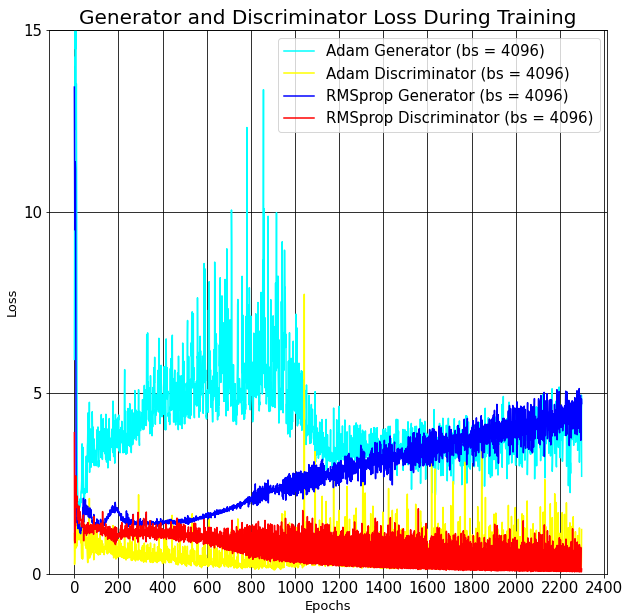 Generator and Discriminator Loss During Training
Adam Generator (bs = 4096)
Adam Discriminator (bs = 4096)
RMSprop Generator (bs = 4096)
RMSprop Discriminator (bs = 4096)
15
10
5
0
Loss
0 200 400 600 800 1000 1200 1400 1600 1800 2000 2200 2400
Epochs